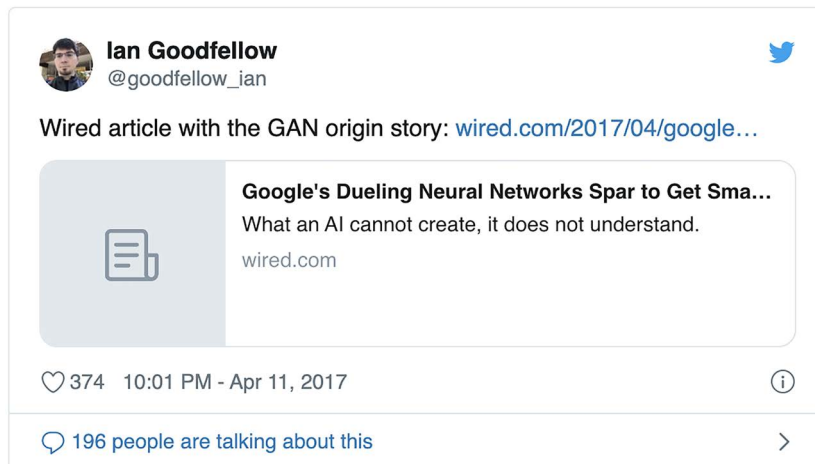 Ian Goodfellow
@goodfellow_ian
Wired article with the GAN origin story: wired.com/2017/04/google…
Google's Dueling Neural Networks Spar to Get Sma...
What an AI cannot create, it does not understand.
wired.com
374 10:01 PM - Apr 11, 2017
196 people are talking about this